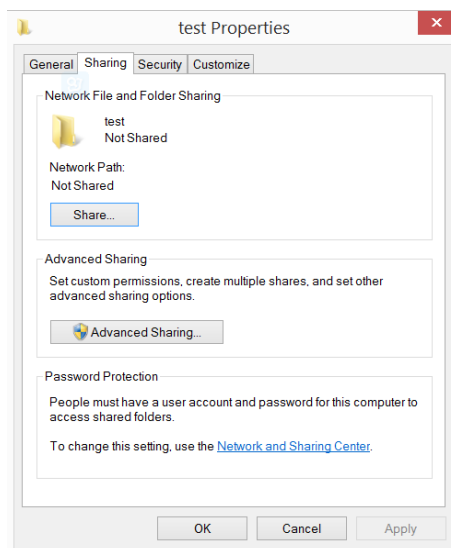 test Properties
General Sharing Security Customize
Network File and Folder Sharing
test
Not Shared
Network Path:
Not Shared
Share...
Advanced Sharing
Set custom permissions, create multiple shares, and set other
advanced sharing options.
Advanced Sharing...
Password Protection
People must have a user account and password for this computer to
access shared folders.
To change this setting, use the Network and Sharing Center.
OK Cancel Apply